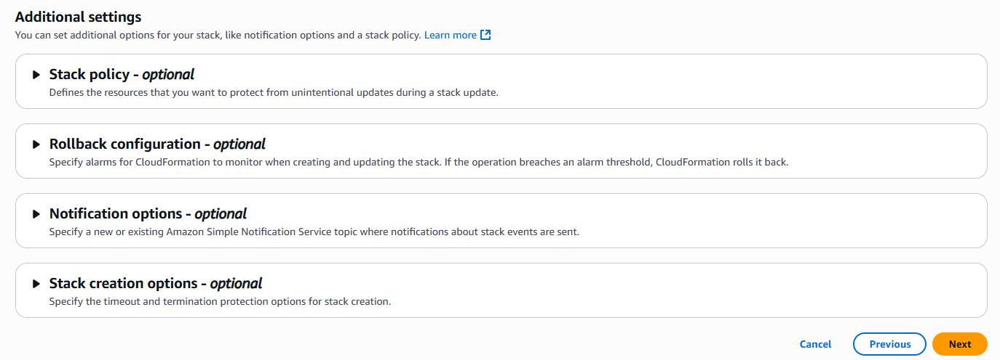 Additional settings
You can set additional options for your stack, like notification options and a stack policy. Learn more
Stack policy - optional
Defines the resources that you want to protect from unintentional updates during a stack update.
Rollback configuration - optional
Specify alarms for CloudFormation to monitor when creating and updating the stack. If the operation breaches an alarm threshold, CloudFormation rolls it back.
Notification options - optional
Specify a new or existing Amazon Simple Notification Service topic where notifications about stack events are sent.
Stack creation options - optional
Specify the timeout and termination protection options for stack creation.
Cancel Previous Next